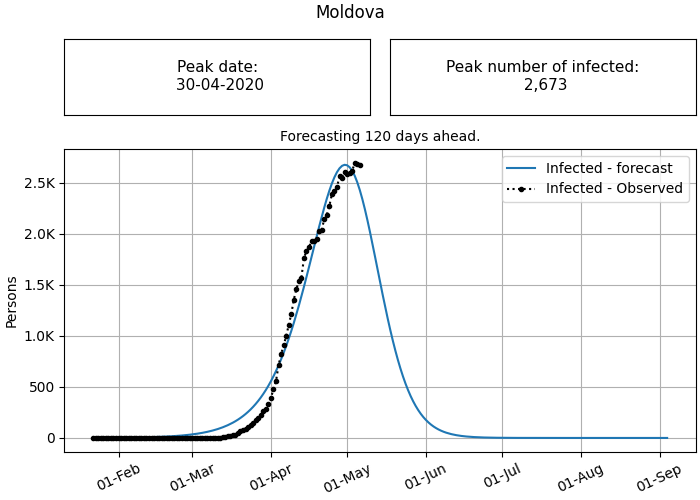 Moldova
Peak date:
30-04-2020
Peak number of infected:
2,673
Forecasting 120 days ahead.
Infected - forecast
Infected - Observed
Persons
2.5K
2.0K
1.5K
1.0K
500
0
01-Feb
01-Mar
01-Apr
01-May
01-Jun
01-Jul
01-Aug
01-Sep